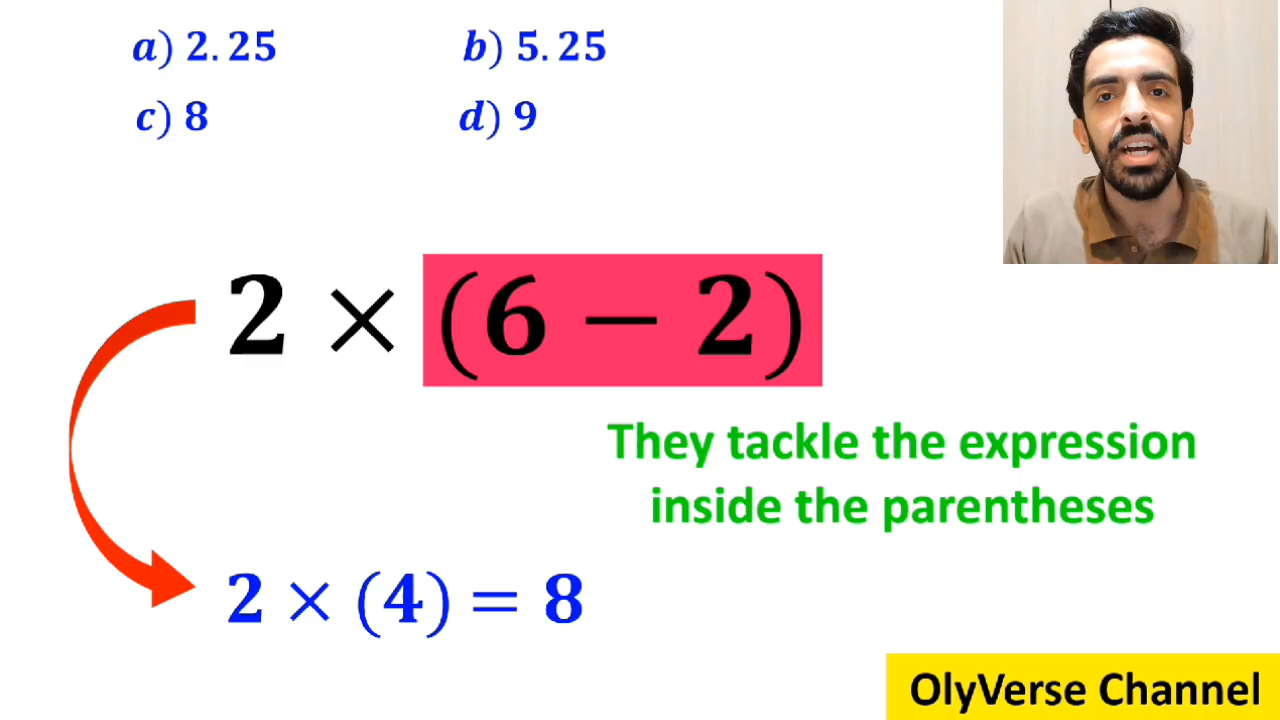 a) 2.25 b) 5.25
c) 8 d) 9
2 × (6 − 2)
They tackle the expression
inside the parentheses
2 × (4) = 8
OlyVerse Channel